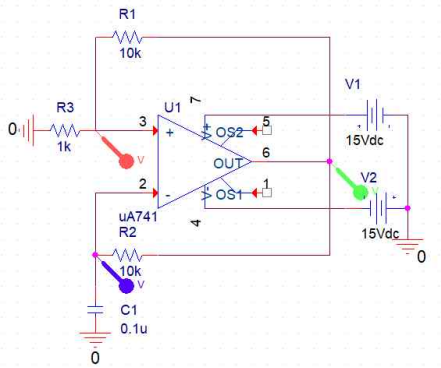 R1
10k
U1
7
V1
R3
3
+
OS2
5
0
1k
V
V+
15Vdc
OUT
6
2
-
OS1
1
V2
V
V-
uA741
4
15Vdc
R2
10k
0
V
C1
0.1u
0